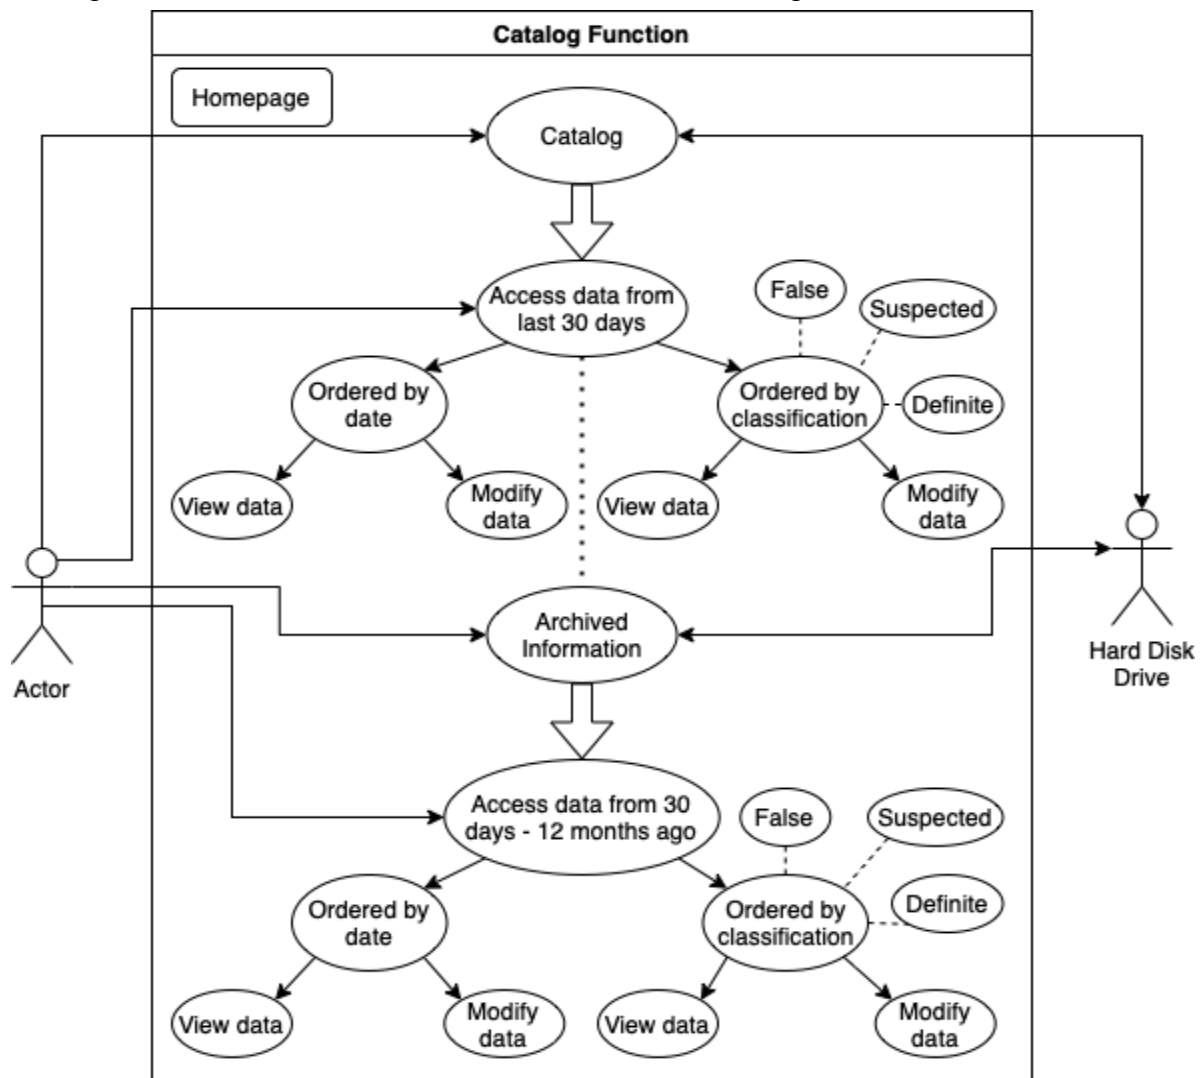 Catalog Function
Homepage
Catalog
Access data from
last 30 days
False
Suspected
Ordered by
date
Ordered by
classification
Definite
View data
Modify
data
View data
Modify
data
Actor
Archived
Information
Hard Disk
Drive
Access data from 30
days - 12 months ago
False
Suspected
Ordered by
date
Ordered by
classification
Definite
View data
Modify
data
View data
Modify
data